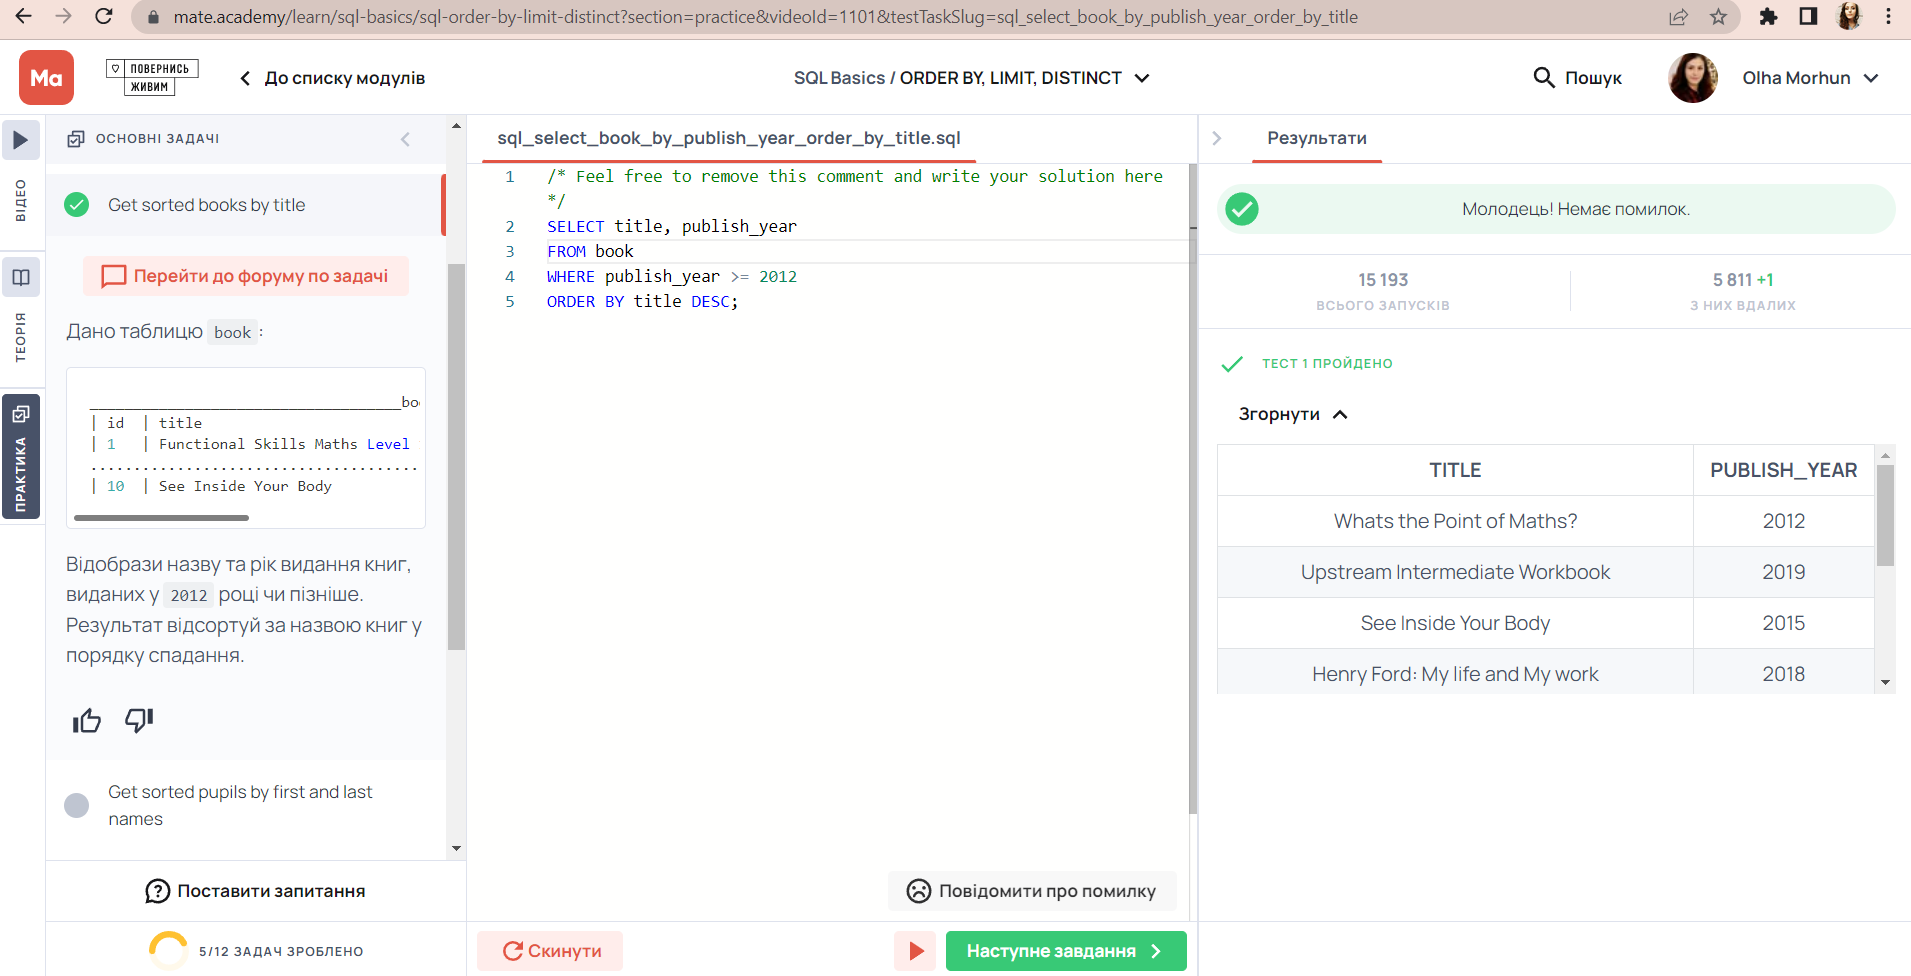 mate.academy/learn/sql-basics/sql-order-by-limit-distinct?section=practice&videoId=1101&testTaskSlug=sql_select_book_by_publish_year_order_by_title
Ma
ПОВЕРНИСЬ
ЖИВИМ
До списку модулів
SQL Basics / ORDER BY, LIMIT, DISTINCT
Пошук
Olha Morhun
ВІДЕО
ТЕОРІЯ
ПРАКТИКА
ОСНОВНІ ЗАДАЧІ
Get sorted books by title
Перейти до форуму по задачі
Дано таблицю book :
____________________________________boo
| id | title
| 1 | Functional Skills Maths Level
......................................
| 10 | See Inside Your Body
Відобрази назву та рік видання книг,
виданих у 2012 році чи пізніше.
Результат відсортуй за назвою книг у
порядку спадання.
Get sorted pupils by first and last
names
Поставити запитання
5/12 ЗАДАЧ ЗРОБЛЕНО
sql_select_book_by_publish_year_order_by_title.sql
1 /* Feel free to remove this comment and write your solution here
*/
2 SELECT title, publish_year
3 FROM book
4 WHERE publish_year >= 2012
5 ORDER BY title DESC;
Повідомити про помилку
Скинути
Наступне завдання
Результати
Молодець! Немає помилок.
15 193
ВСЬОГО ЗАПУСКІВ
5 811 +1
З НИХ ВДАЛИХ
ТЕСТ 1 ПРОЙДЕНО
Згорнути
TITLE PUBLISH_YEAR
Whats the Point of Maths? 2012
Upstream Intermediate Workbook 2019
See Inside Your Body 2015
Henry Ford: My life and My work 2018